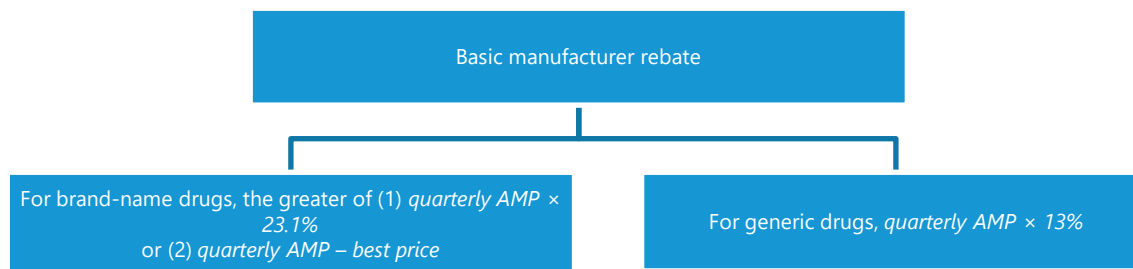 Basic manufacturer rebate
For brand-name drugs, the greater of (1) quarterly AMP ×
23.1%
or (2) quarterly AMP – best price
For generic drugs, quarterly AMP × 13%